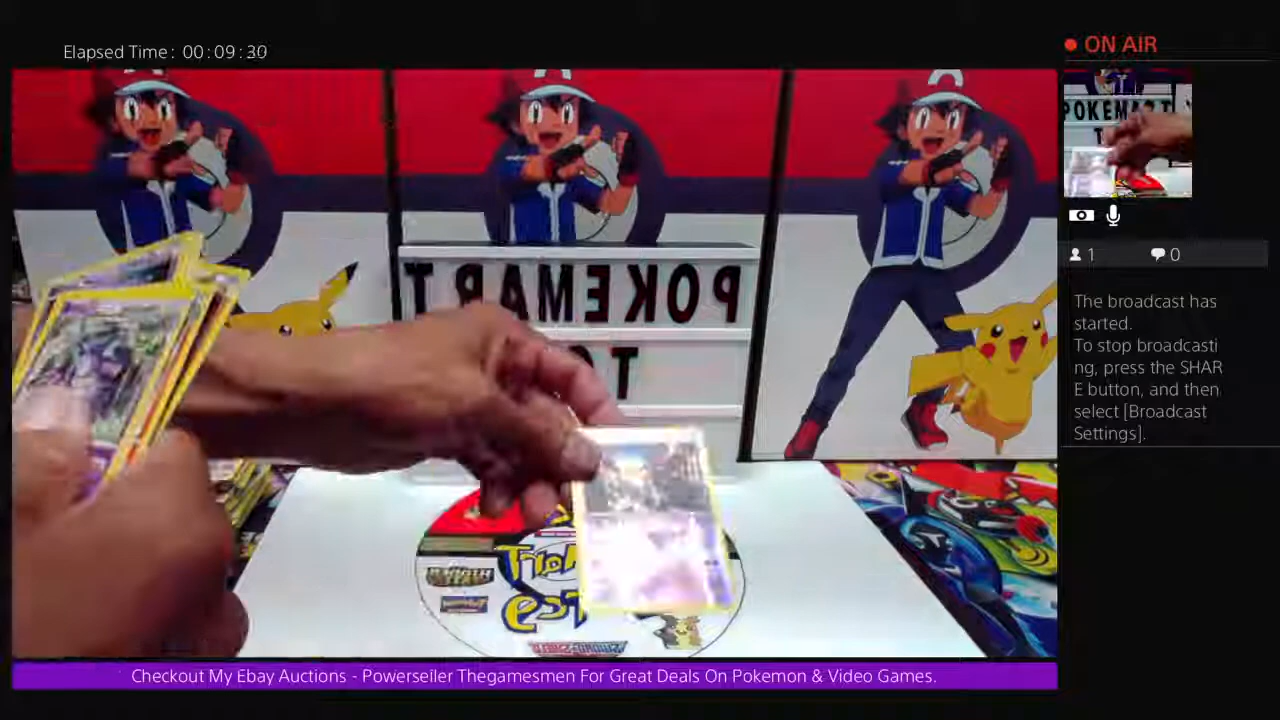 Elapsed Time: 00:09:30
ON AIR
POKEMART
T
1
0
POKEMART
TC
The broadcast has
started.
To stop broadcasti
ng, press the SHAR
E button, and then
select [Broadcast
Settings].
Checkout My Ebay Auctions - Powerseller Thegamesmen For Great Deals On Pokemon & Video Games.